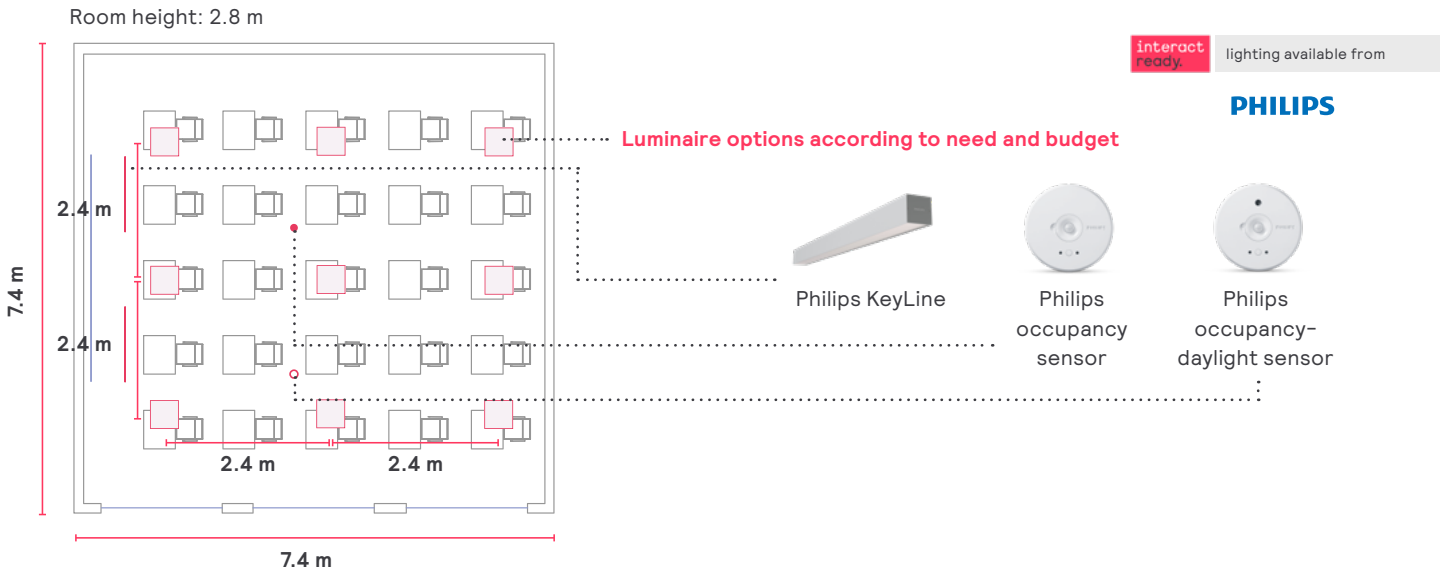 Room height: 2.8 m
interact
ready.
lighting available from
PHILIPS
Luminaire options according to need and budget
2.4 m
7.4 m
2.4 m
Philips KeyLine
Philips
occupancy
sensor
Philips
occupancy-
daylight sensor
2.4 m
2.4 m
7.4 m